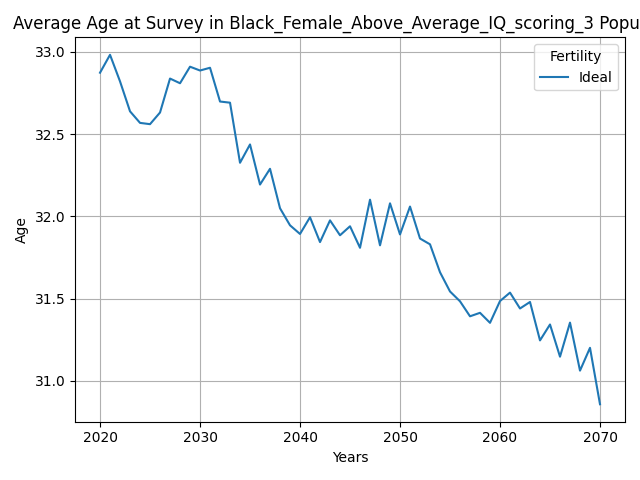 Average Age at Survey in Black_Female_Above_Average_IQ_scoring_3 Popu
33.0
32.5
32.0
31.5
31.0
Age
Fertility
Ideal
2020 2030 2040 2050 2060 2070
Years